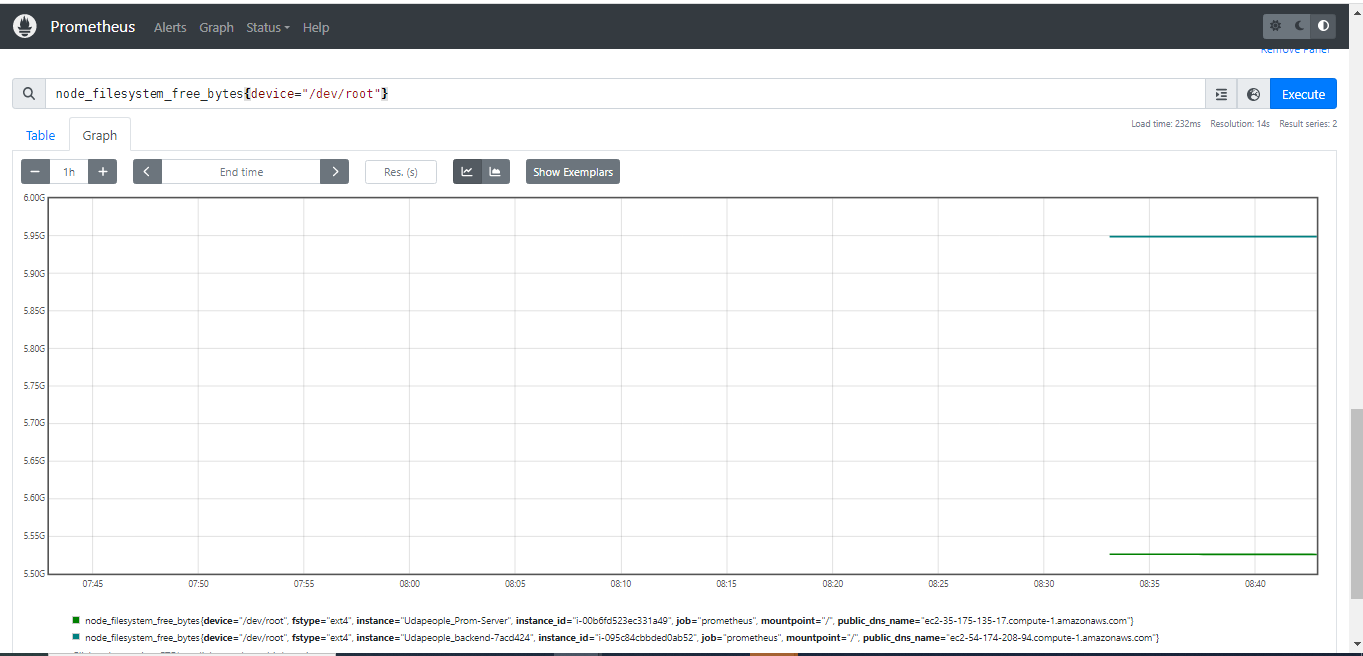 Prometheus Alerts Graph Status Help
Remove Panel
node_filesystem_free_bytes{device="/dev/root"}
Execute
Load time: 232ms Resolution: 14s Result series: 2
Table Graph
1h End time Res. (s) Show Exemplars
6.00G
5.95G
5.90G
5.85G
5.80G
5.75G
5.70G
5.65G
5.60G
5.55G
5.50G
07:45 07:50 07:55 08:00 08:05 08:10 08:15 08:20 08:25 08:30 08:35 08:40
node_filesystem_free_bytes{device="/dev/root", fstype="ext4", instance="Udapeople_Prom-Server", instance_id="i-00b6fd523ec331a49", job="prometheus", mountpoint="/", public_dns_name="ec2-35-175-135-17.compute-1.amazonaws.com"}
node_filesystem_free_bytes{device="/dev/root", fstype="ext4", instance="Udapeople_backend-7acd424", instance_id="i-095c84cbbded0ab52", job="prometheus", mountpoint="/", public_dns_name="ec2-54-174-208-94.compute-1.amazonaws.com"}